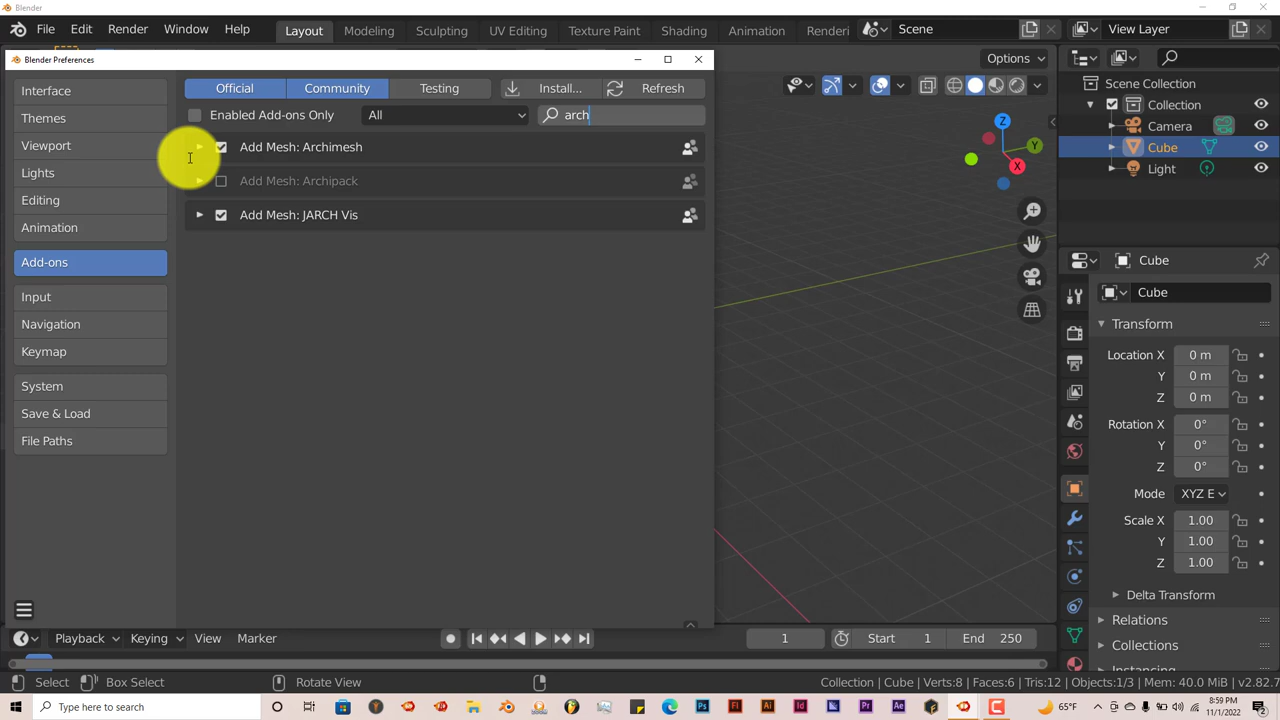 Blender
File Edit Render Window Help Layout Modeling Sculpting UV Editing Texture Paint Shading Animation Renderi Scene View Layer
Blender Preferences
Options
Interface
Themes
Viewport
Lights
Editing
Animation
Add-ons
Input
Navigation
Keymap
System
Save & Load
File Paths
Official Community Testing Install... Refresh
Enabled Add-ons Only All arch
Add Mesh: Archimesh
Add Mesh: Archipack
Add Mesh: JARCH Vis
Z
Y
X
Scene Collection
Collection
Camera
Cube
Light
Cube
Cube
Transform
Location X 0 m
Y 0 m
Z 0 m
Rotation X 0°
Y 0°
Z 0°
Mode XYZ E
Scale X 1.00
Y 1.00
Z 1.00
Delta Transform
Relations
Collections
Playback Keying View Marker 1 Start 1 End 250
Select Box Select Rotate View Collection | Cube | Verts:8 | Faces:6 | Tris:12 | Objects:1/3 | Mem: 40.0 MiB | v2.82.7
Type here to search 65°F 8:59 PM
11/1/2022